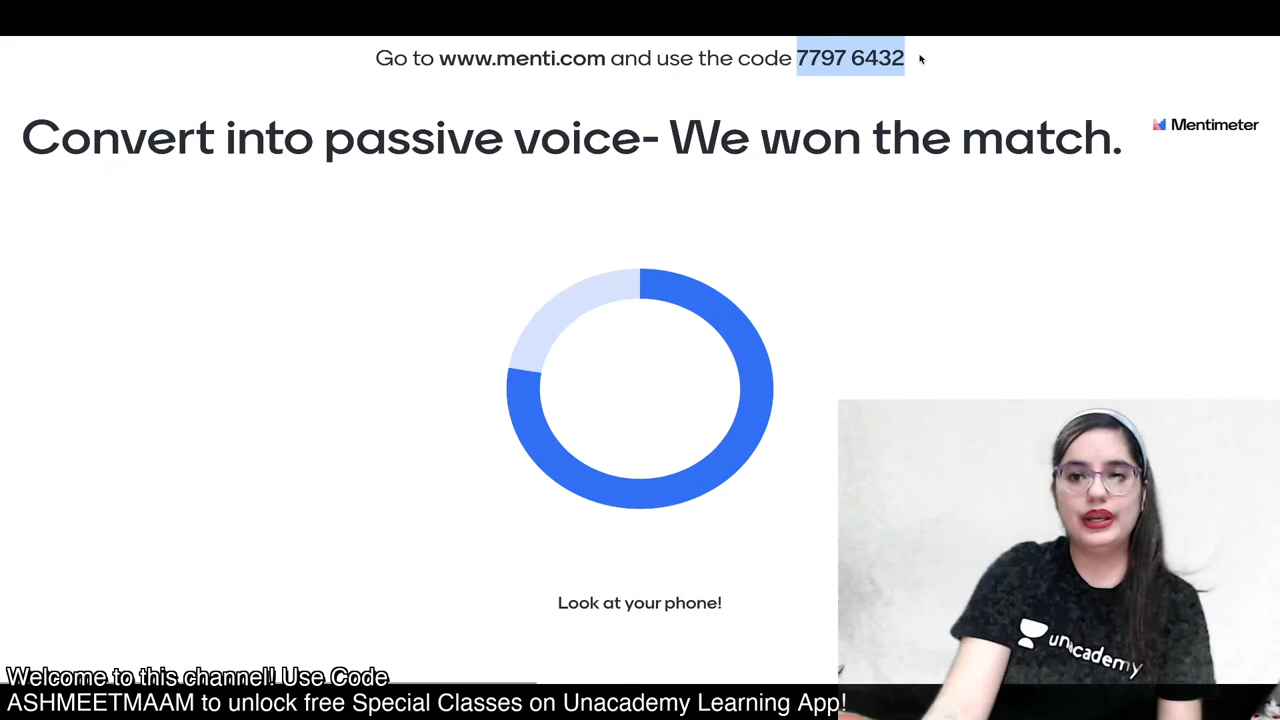 Go to www.menti.com and use the code 7797 6432
Convert into passive voice- We won the match.
Mentimeter
Look at your phone!
unacademy
Welcome to this channel! Use Code
ASHMEETMAAM to unlock free Special Classes on Unacademy Learning App!